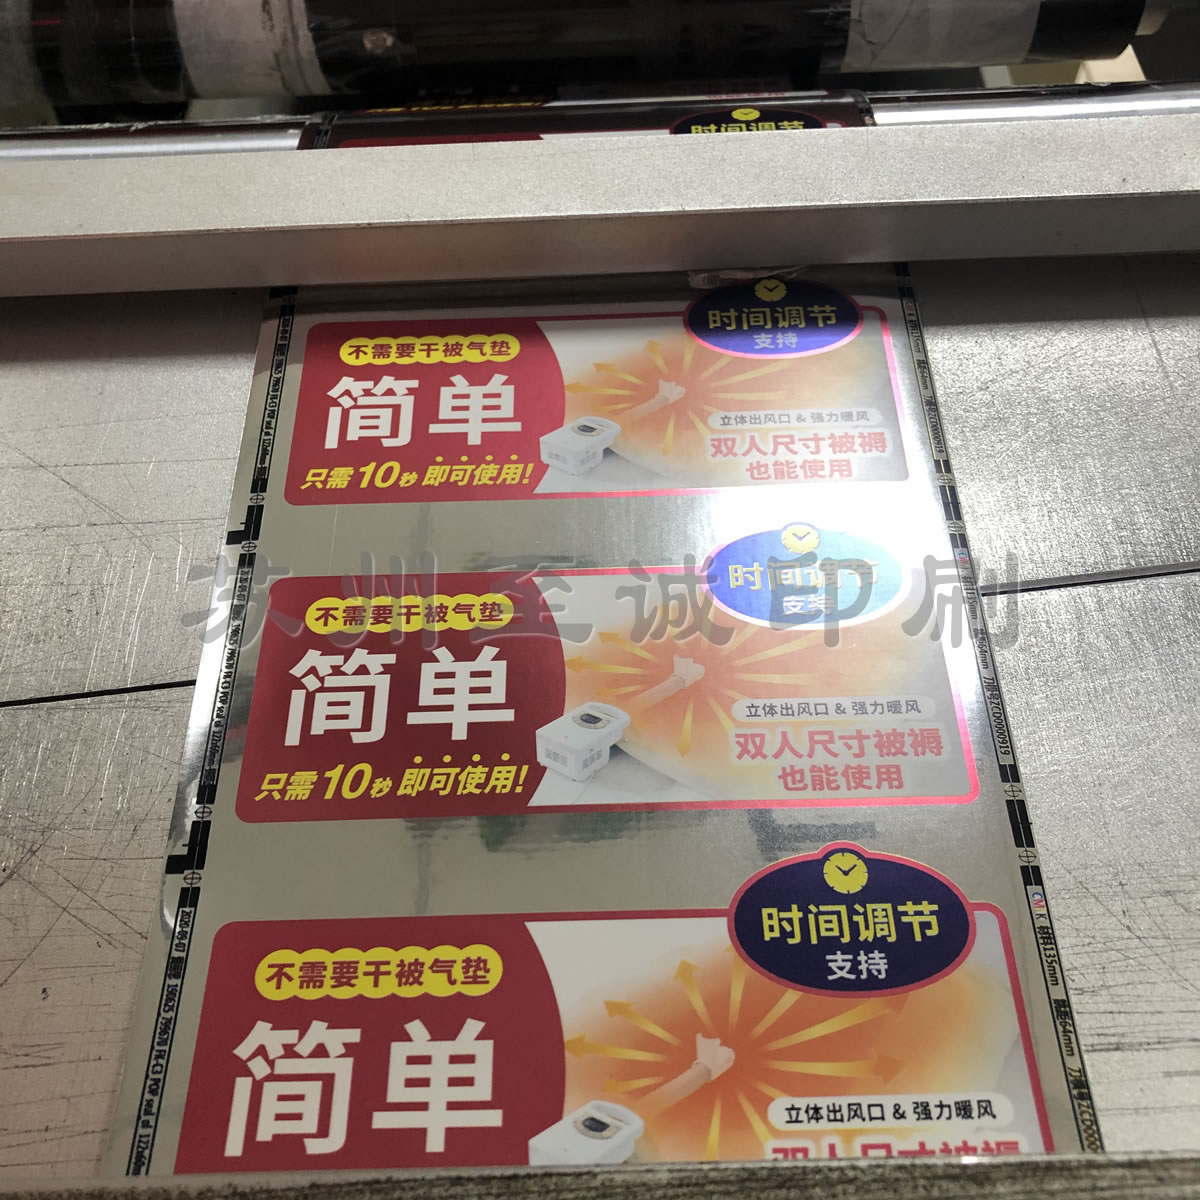 时间调节
时间调节
支持
不需要干被气垫
简单
只需10秒 即可使用!
立体出风口 & 强力暖风
双人尺寸被褥
也能使用
时间调节
支持
不需要干被气垫
简单
只需10秒 即可使用!
立体出风口 & 强力暖风
双人尺寸被褥
也能使用
苏州至诚印刷
时间调节
支持
不需要干被气垫
简单
立体出风口 & 强力暖风
双人尺寸被褥